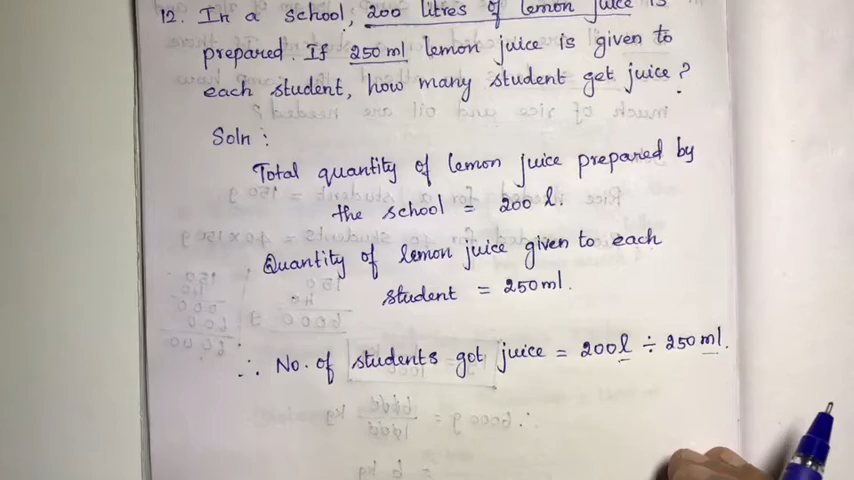 12. In a school, 200 litres of lemon juice is
prepared. If 250 ml lemon juice is given to
each student, how many student get juice?
Soln :
Total quantity of lemon juice prepared by
the school = 200 l.
Quantity of lemon juice given to each
student = 250 ml.
∴ No. of students got juice = 200 l ÷ 250 ml.